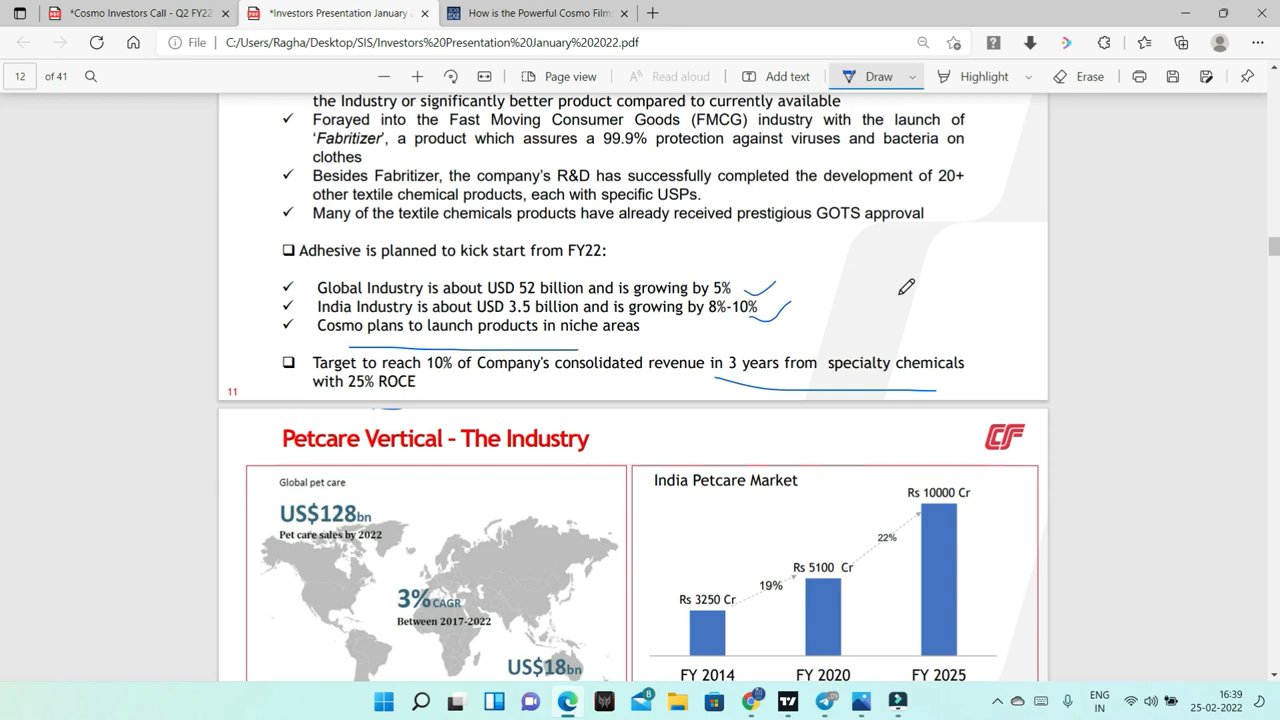 *Cosmo Investors Call - Q2 FY22
*Investors Presentation January 2
How is the Powerful Cosmo Film
File
C:/Users/Ragha/Desktop/SIS/Investors%20Presentation%20January%202022.pdf
12 of 41
Page view
Read aloud
Add text
Draw
Highlight
Erase
the Industry or significantly better product compared to currently available
✓ Forayed into the Fast Moving Consumer Goods (FMCG) industry with the launch of
'Fabritizer', a product which assures a 99.9% protection against viruses and bacteria on
clothes
✓ Besides Fabritizer, the company's R&D has successfully completed the development of 20+
other textile chemical products, each with specific USPs.
✓ Many of the textile chemicals products have already received prestigious GOTS approval
❑ Adhesive is planned to kick start from FY22:
✓ Global Industry is about USD 52 billion and is growing by 5%
✓ India Industry is about USD 3.5 billion and is growing by 8%-10%
✓ Cosmo plans to launch products in niche areas
❑ Target to reach 10% of Company's consolidated revenue in 3 years from specialty chemicals
with 25% ROCE
11
Petcare Vertical - The Industry
CF
Global pet care
US$128bn
Pet care sales by 2022
3% CAGR
Between 2017-2022
US$18bn
India Petcare Market
Rs 10000 Cr
22%
Rs 5100 Cr
19%
Rs 3250 Cr
FY 2014
FY 2020
FY 2025
8
ENG
IN
16:39
25-02-2022